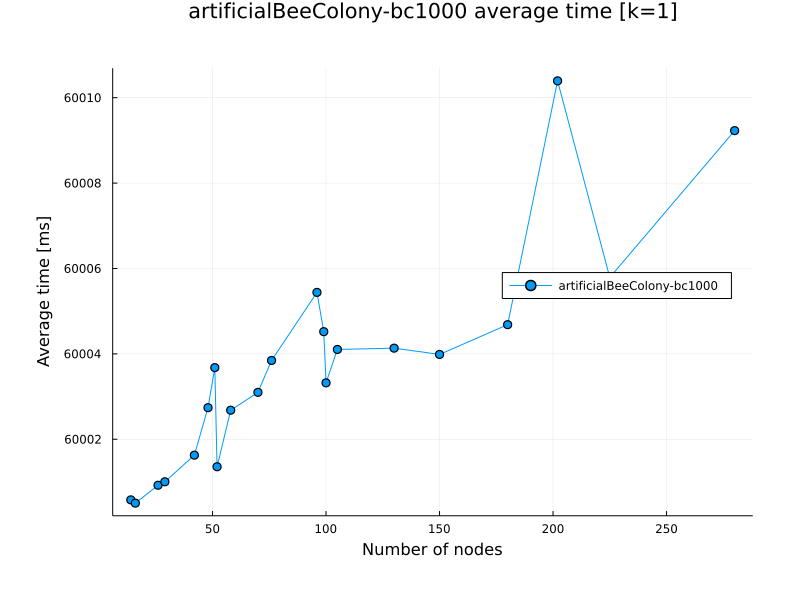 artificialBeeColony-bc1000 average time [k=1]
60010
60008
60006
60004
60002
Average time [ms]
artificialBeeColony-bc1000
50 100 150 200 250
Number of nodes